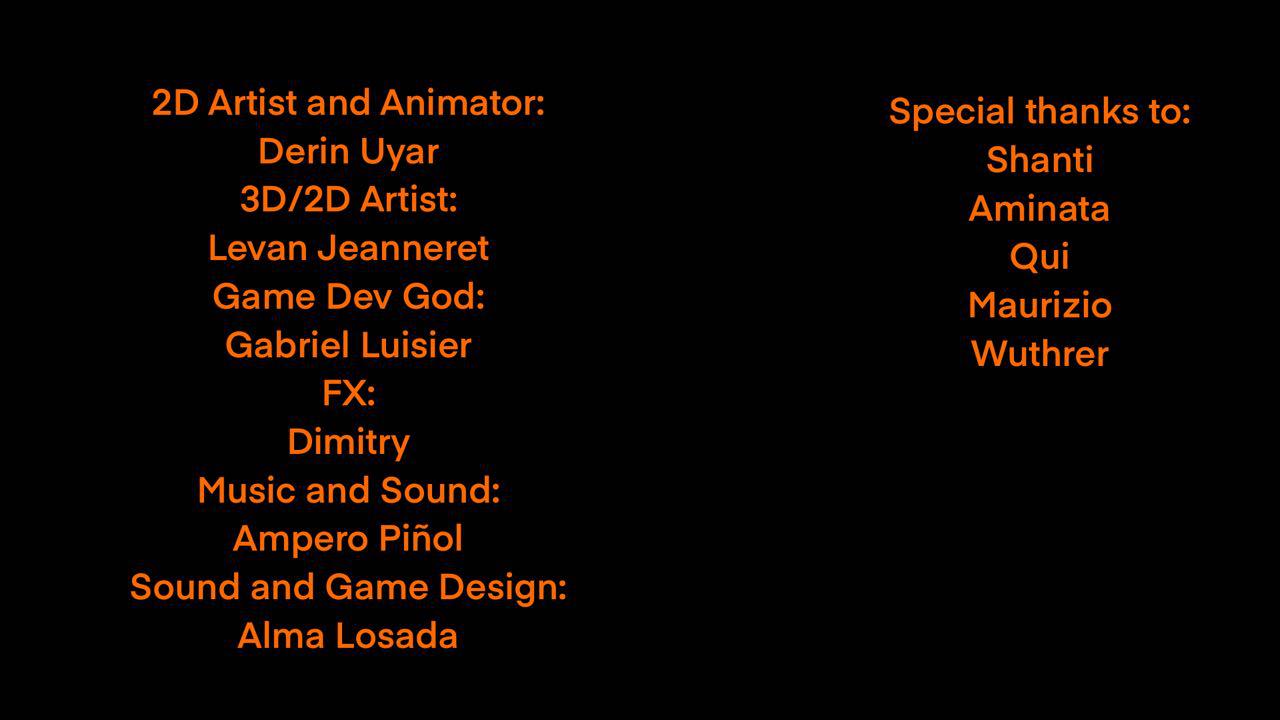 2D Artist and Animator:
Derin Uyar
3D/2D Artist:
Levan Jeanneret
Game Dev God:
Gabriel Luisier
FX:
Dimitry
Music and Sound:
Ampero Piñol
Sound and Game Design:
Alma Losada
Special thanks to:
Shanti
Aminata
Qui
Maurizio
Wuthrer